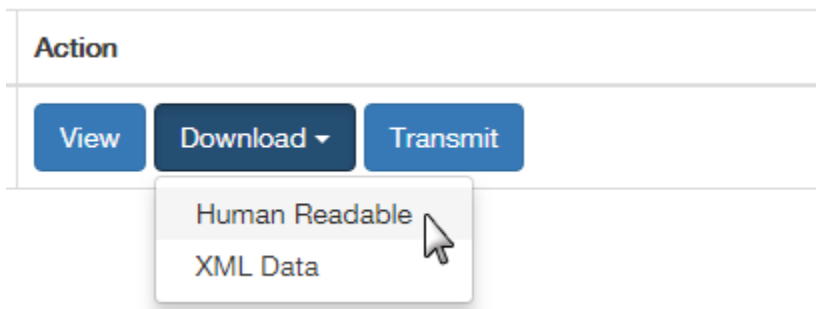 Action
View Download Transmit
Human Readable
XML Data